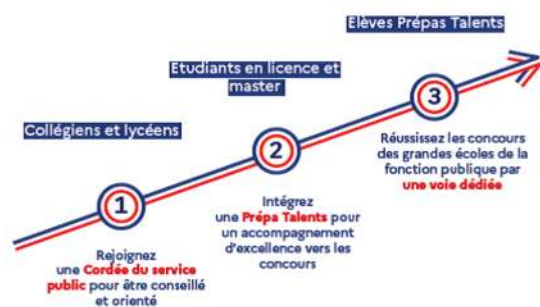 Collégiens et lycéens
1
Rejoignez
une Cordée du service
public pour être conseillé
et orienté
Etudiants en licence et
master
2
Intégrez
une Prépa Talents pour
un accompagnement
d'excellence vers les
concours
Elèves Prépas Talents
3
Réussissez les concours
des grandes écoles de la
fonction publique par
une voie dédiée